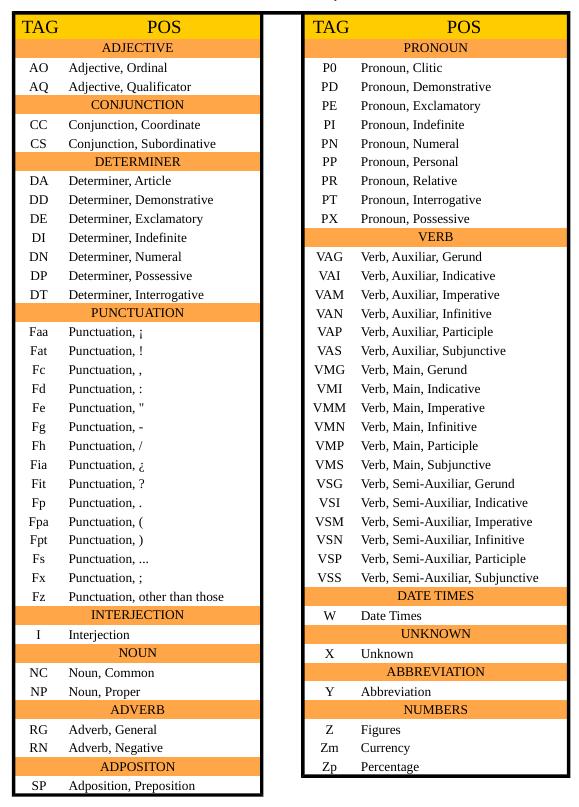 TAG POS
ADJECTIVE
AO Adjective, Ordinal
AQ Adjective, Qualificator
CONJUNCTION
CC Conjunction, Coordinate
CS Conjunction, Subordinative
DETERMINER
DA Determiner, Article
DD Determiner, Demonstrative
DE Determiner, Exclamatory
DI Determiner, Indefinite
DN Determiner, Numeral
DP Determiner, Possessive
DT Determiner, Interrogative
PUNCTUATION
Faa Punctuation, ¡
Fat Punctuation, !
Fc Punctuation, ,
Fd Punctuation, :
Fe Punctuation, "
Fg Punctuation, -
Fh Punctuation, /
Fia Punctuation, ¿
Fit Punctuation, ?
Fp Punctuation, .
Fpa Punctuation, (
Fpt Punctuation, )
Fs Punctuation, ...
Fx Punctuation, ;
Fz Punctuation, other than those
INTERJECTION
I Interjection
NOUN
NC Noun, Common
NP Noun, Proper
ADVERB
RG Adverb, General
RN Adverb, Negative
ADPOSITON
SP Adposition, Preposition
TAG POS
PRONOUN
P0 Pronoun, Clitic
PD Pronoun, Demonstrative
PE Pronoun, Exclamatory
PI Pronoun, Indefinite
PN Pronoun, Numeral
PP Pronoun, Personal
PR Pronoun, Relative
PT Pronoun, Interrogative
PX Pronoun, Possessive
VERB
VAG Verb, Auxiliar, Gerund
VAI Verb, Auxiliar, Indicative
VAM Verb, Auxiliar, Imperative
VAN Verb, Auxiliar, Infinitive
VAP Verb, Auxiliar, Participle
VAS Verb, Auxiliar, Subjunctive
VMG Verb, Main, Gerund
VMI Verb, Main, Indicative
VMM Verb, Main, Imperative
VMN Verb, Main, Infinitive
VMP Verb, Main, Participle
VMS Verb, Main, Subjunctive
VSG Verb, Semi-Auxiliar, Gerund
VSI Verb, Semi-Auxiliar, Indicative
VSM Verb, Semi-Auxiliar, Imperative
VSN Verb, Semi-Auxiliar, Infinitive
VSP Verb, Semi-Auxiliar, Participle
VSS Verb, Semi-Auxiliar, Subjunctive
DATE TIMES
W Date Times
UNKNOWN
X Unknown
ABBREVIATION
Y Abbreviation
NUMBERS
Z Figures
Zm Currency
Zp Percentage